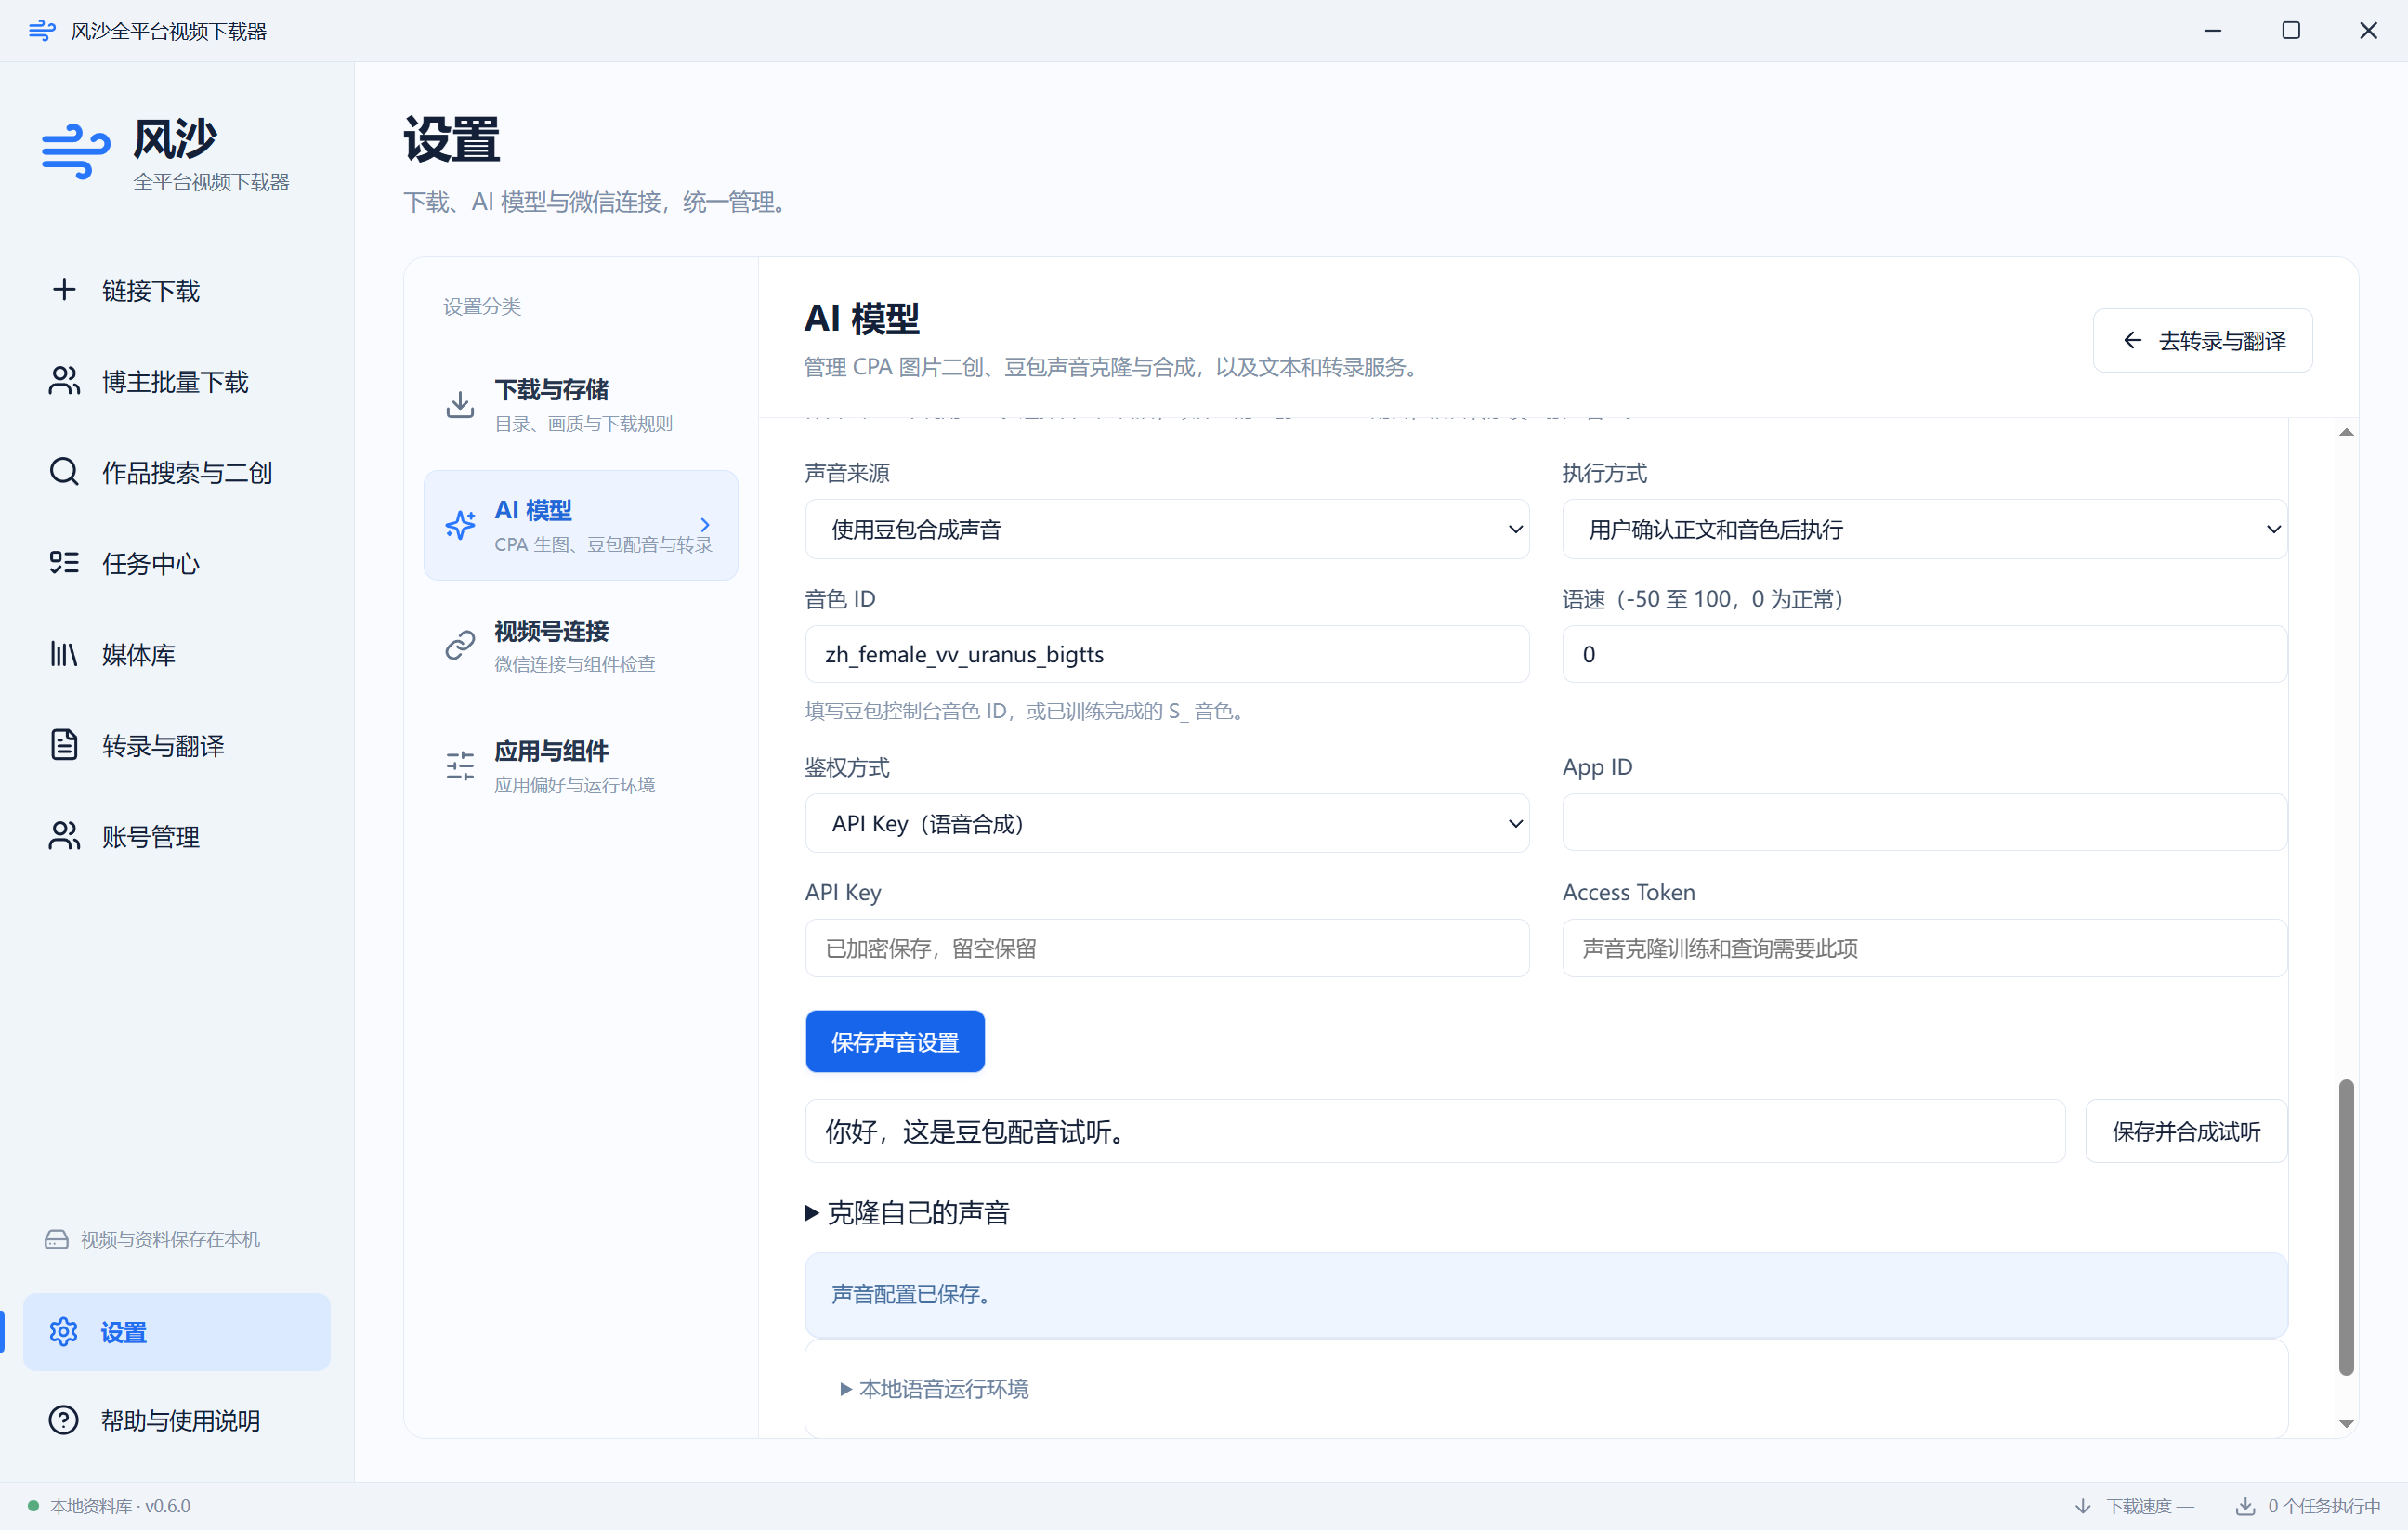 风沙全平台视频下载器
风沙
全平台视频下载器
链接下载
博主批量下载
作品搜索与二创
任务中心
媒体库
转录与翻译
账号管理
视频与资料保存在本机
设置
帮助与使用说明
设置
下载、AI 模型与微信连接，统一管理。
设置分类
下载与存储
目录、画质与下载规则
AI 模型
CPA 生图、豆包配音与转录
视频号连接
微信连接与组件检查
应用与组件
应用偏好与运行环境
AI 模型
管理 CPA 图片二创、豆包声音克隆与合成，以及文本和转录服务。
去转录与翻译
声音来源
执行方式
使用豆包合成声音
用户确认正文和音色后执行
音色 ID
语速（-50 至 100，0 为正常）
zh_female_vv_uranus_bigtts
0
填写豆包控制台音色 ID，或已训练完成的 S_ 音色。
鉴权方式
App ID
API Key（语音合成）
API Key
Access Token
已加密保存，留空保留
声音克隆训练和查询需要此项
保存声音设置
你好，这是豆包配音试听。
保存并合成试听
克隆自己的声音
声音配置已保存。
本地语音运行环境
本地资料库 · v0.6.0
下载速度 —
0 个任务执行中